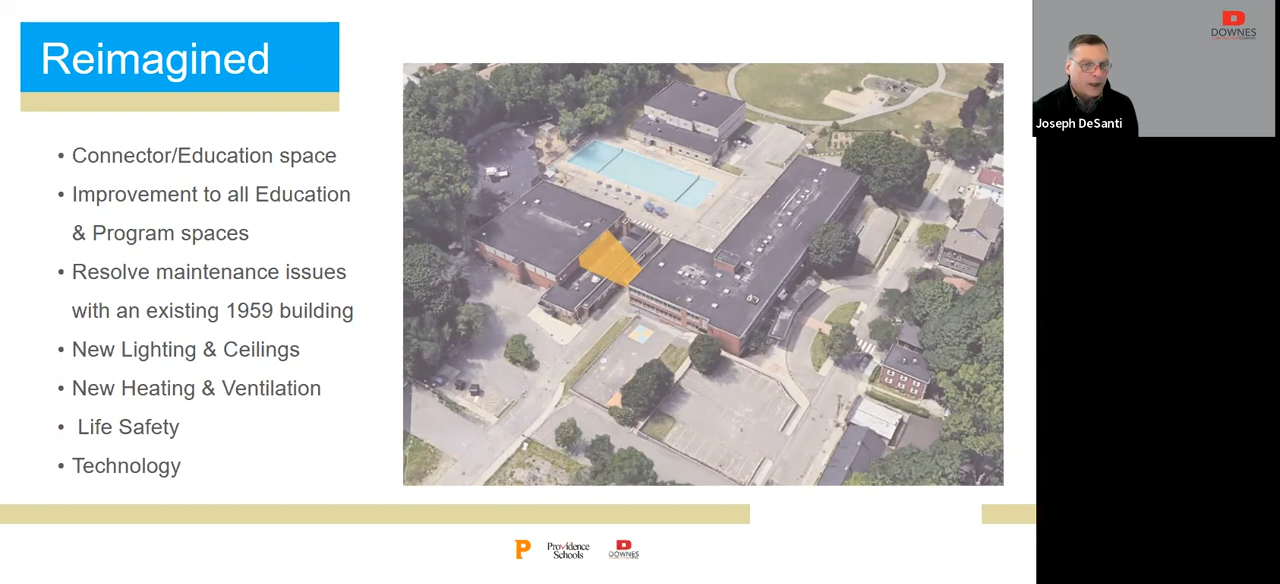 Reimagined
• Connector/Education space
• Improvement to all Education
& Program spaces
• Resolve maintenance issues
with an existing 1959 building
• New Lighting & Ceilings
• New Heating & Ventilation
• Life Safety
• Technology
P
Providence
Schools
D
DOWNES
D
DOWNES
Joseph DeSanti